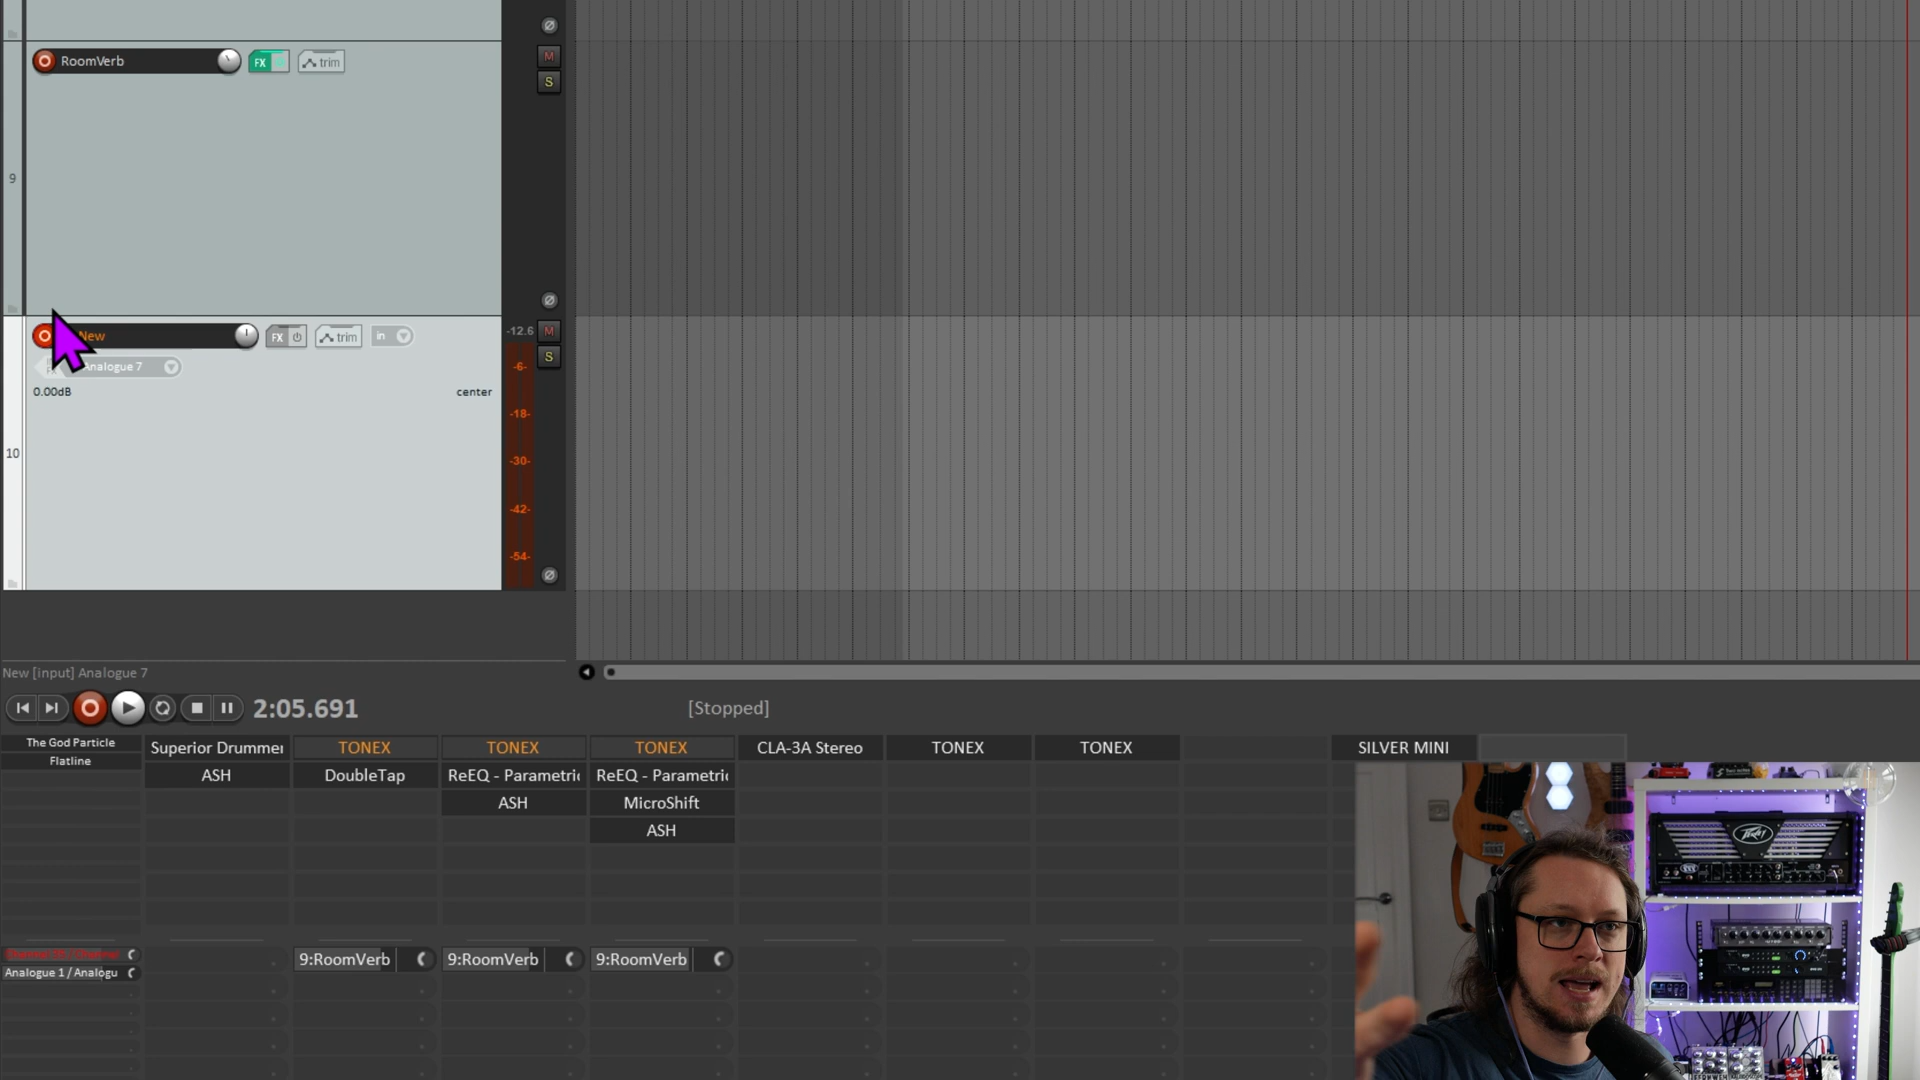 RoomVerb
FX
trim
M
S
9
New
FX
trim
in
-12.6
M
S
Analogue 7
0.00dB
center
-6-
-18-
-30-
-42-
-54-
10
New [input] Analogue 7
2:05.691
[Stopped]
The God Particle
Flatline
Superior Drummer
ASH
TONEX
DoubleTap
TONEX
ReEQ - Parametric
ASH
TONEX
ReEQ - Parametric
MicroShift
ASH
CLA-3A Stereo
TONEX
TONEX
SILVER MINI
Analogue 1 / Analogu
9:RoomVerb
9:RoomVerb
9:RoomVerb